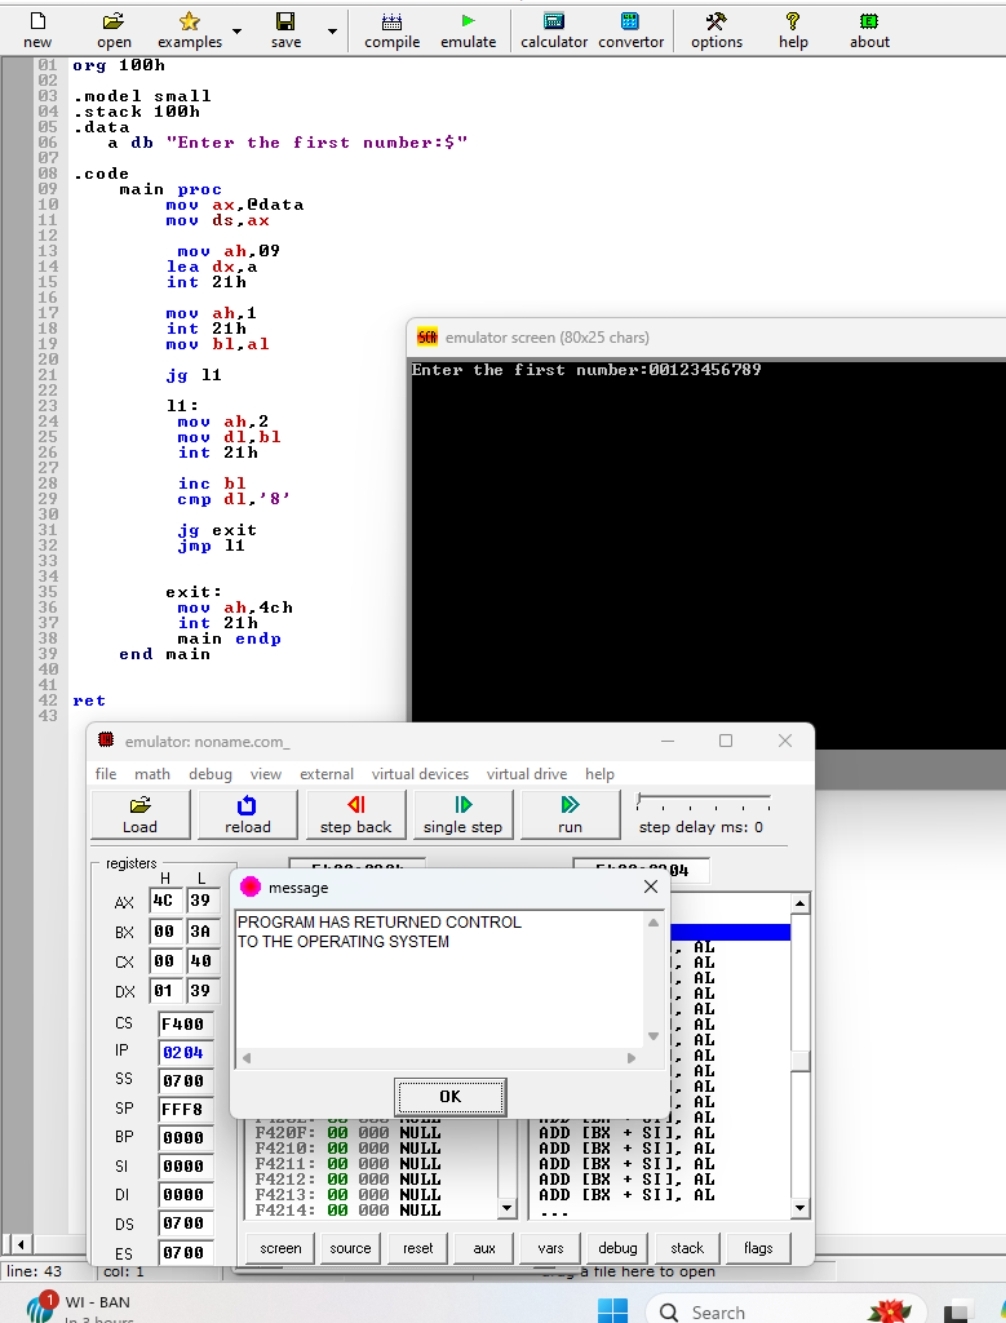 new open examples save compile emulate calculator convertor options help about
01 org 100h
02
03 .model small
04 .stack 100h
05 .data
06 a db "Enter the first number:$"
07
08 .code
09 main proc
10 mov ax,@data
11 mov ds,ax
12
13 mov ah,09
14 lea dx,a
15 int 21h
16
17 mov ah,1
18 int 21h
19 mov bl,al
20
21 jg l1
22
23 l1:
24 mov ah,2
25 mov dl,bl
26 int 21h
27
28 inc bl
29 cmp dl,'8'
30
31 jg exit
32 jmp l1
33
34
35 exit:
36 mov ah,4ch
37 int 21h
38 main endp
39 end main
40
41
42 ret
43
SCR emulator screen (80x25 chars)
Enter the first number:00123456789
emulator: noname.com_
file math debug view external virtual devices virtual drive help
Load reload step back single step run step delay ms: 0
registers
H L
AX 4C 39
BX 00 3A
CX 00 40
DX 01 39
CS F400
IP 0204
SS 0700
SP FFF8
BP 0000
SI 0000
DI 0000
DS 0700
ES 0700
message
PROGRAM HAS RETURNED CONTROL
TO THE OPERATING SYSTEM
OK
, AL
, AL
, AL
, AL
, AL
, AL
, AL
, AL
, AL
, AL
, AL
F420F: 00 000 NULL ADD [BX + SI], AL
F4210: 00 000 NULL ADD [BX + SI], AL
F4211: 00 000 NULL ADD [BX + SI], AL
F4212: 00 000 NULL ADD [BX + SI], AL
F4213: 00 000 NULL ADD [BX + SI], AL
F4214: 00 000 NULL ...
screen source reset aux vars debug stack flags
line: 43 col: 1 a file here to open
1 WI - BAN
In 3 hours
Search